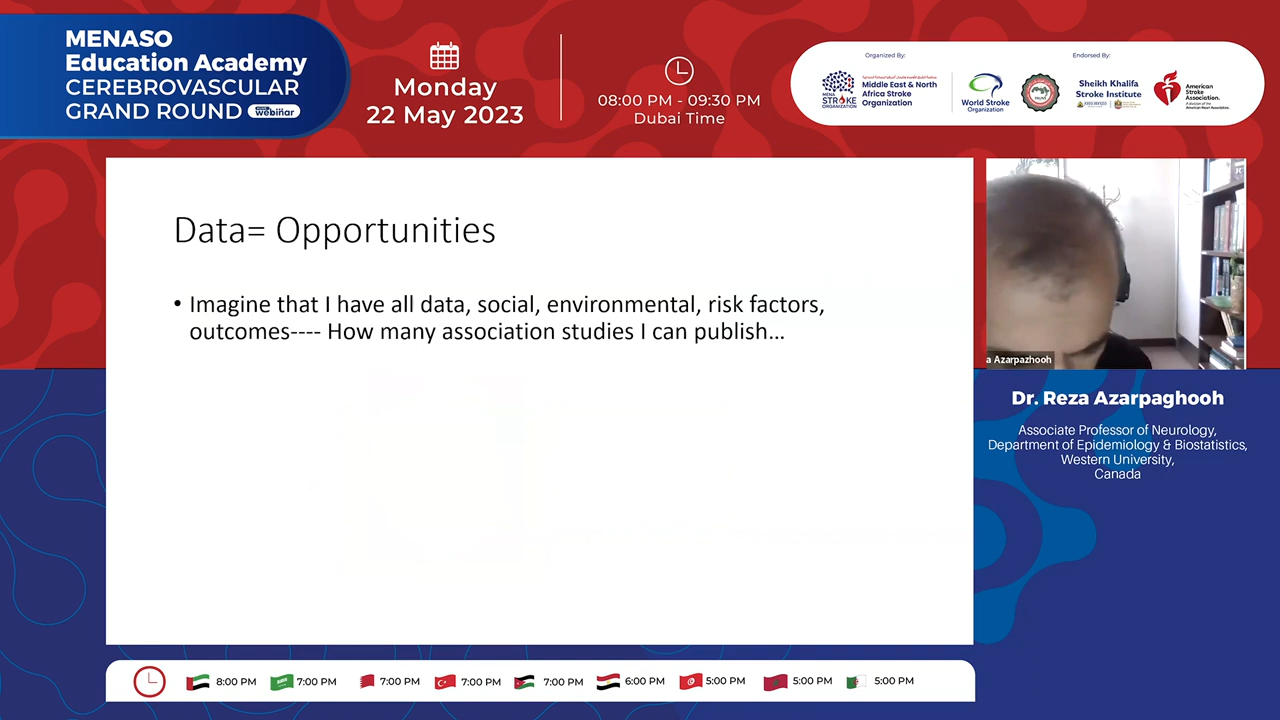 MENASO
Education Academy
CEREBROVASCULAR
GRAND ROUND
webinar
Monday
22 May 2023
08:00 PM - 09:30 PM
Dubai Time
Organized By:
Endorsed By:
MENA
STROKE
ORGANIZATION
Middle East & North
Africa Stroke
Organization
World Stroke
Organization
Sheikh Khalifa
Stroke Institute
American
Stroke
Association.
A division of the
American Heart Association.
Data= Opportunities
• Imagine that I have all data, social, environmental, risk factors,
outcomes---- How many association studies I can publish...
a Azarpazhooh
Dr. Reza Azarpaghooh
Associate Professor of Neurology,
Department of Epidemiology & Biostatistics,
Western University,
Canada
8:00 PM 7:00 PM 7:00 PM 7:00 PM 7:00 PM 6:00 PM 5:00 PM 5:00 PM 5:00 PM